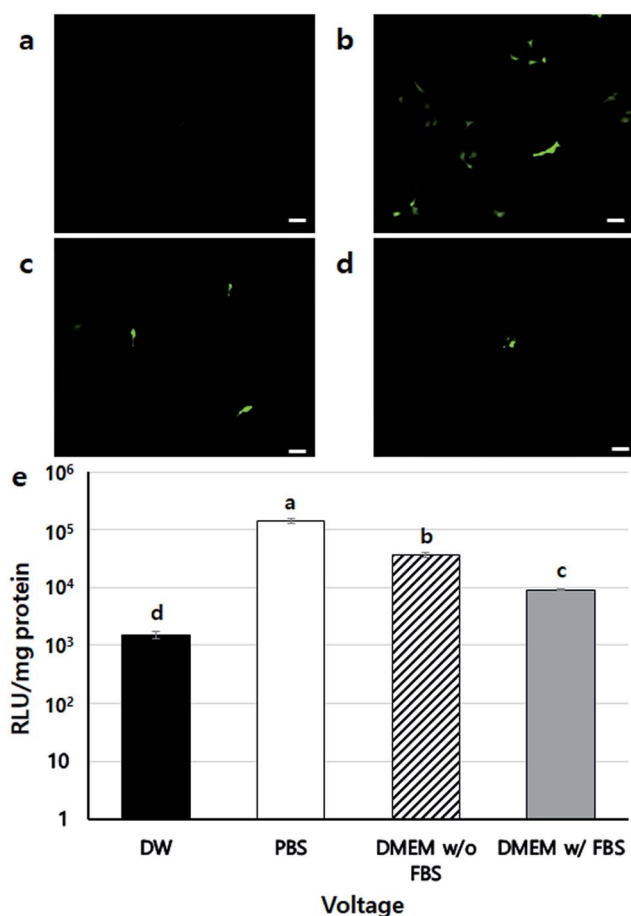 a
b
c
d
e
10⁶
10⁵
10⁴
10³
10²
10
1
RLU/mg protein
d
a
b
c
DW
PBS
DMEM w/o
FBS
DMEM w/ FBS
Voltage